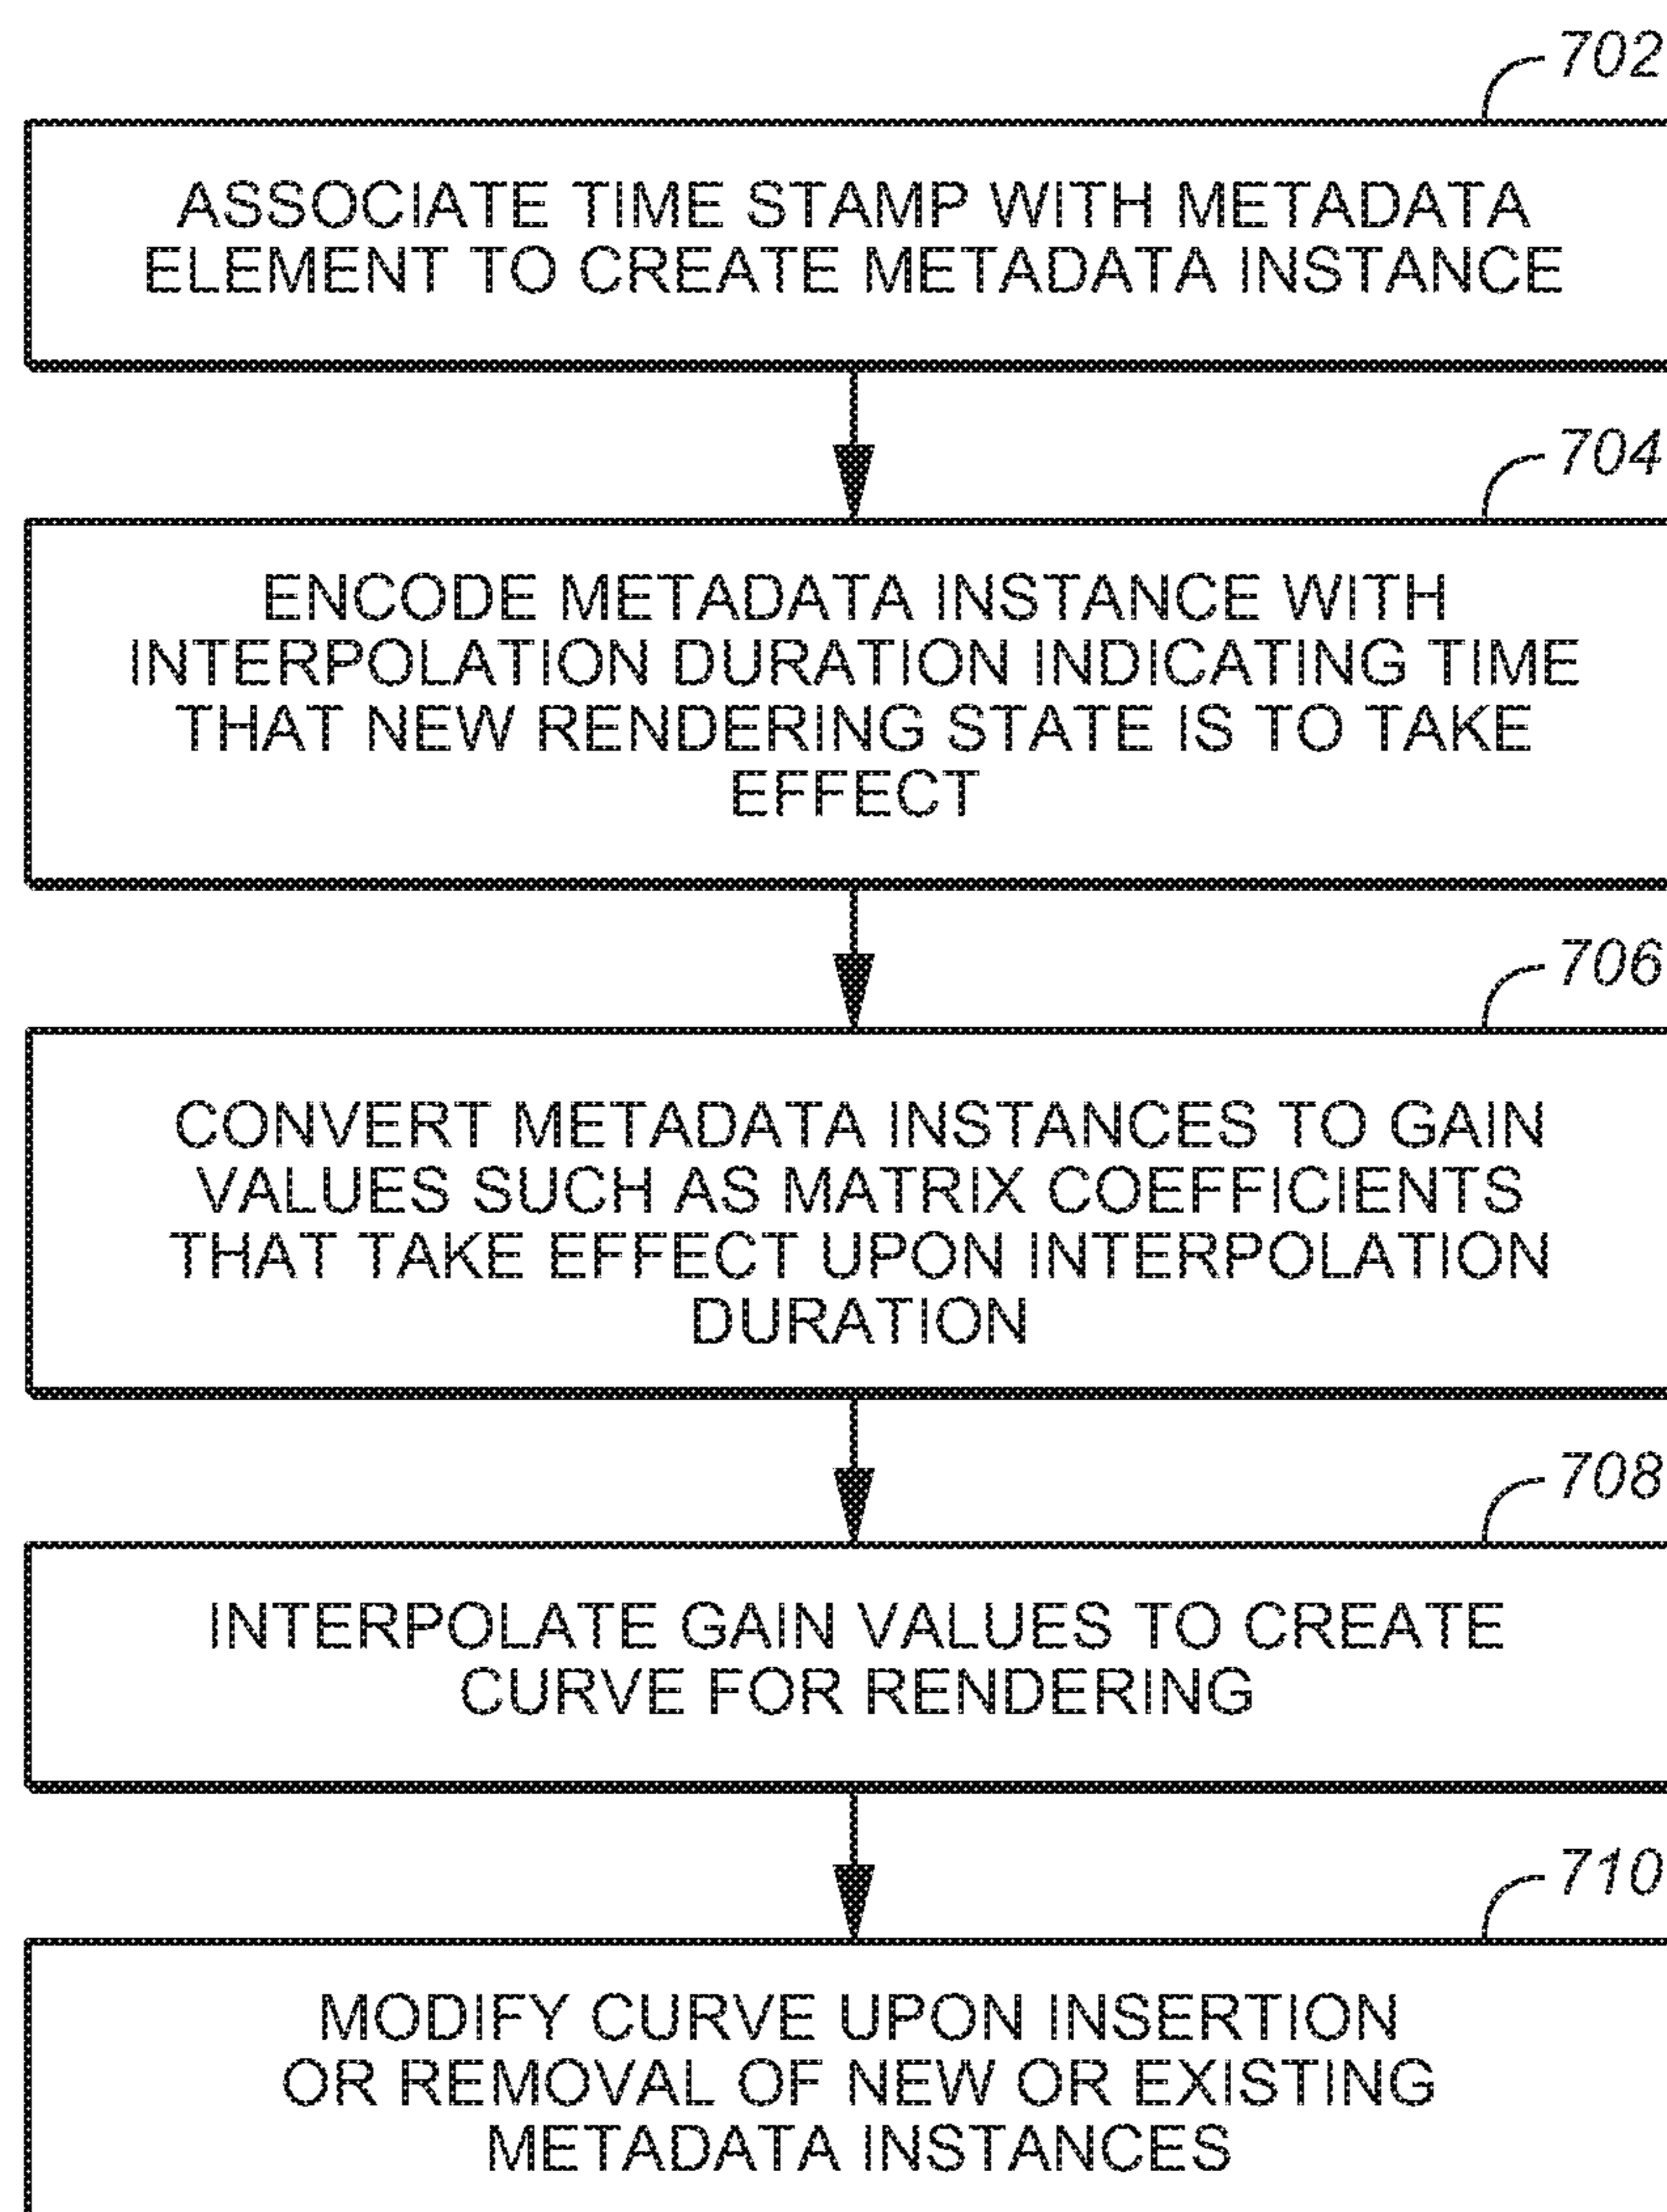 702
ASSOCIATE TIME STAMP WITH METADATA
ELEMENT TO CREATE METADATA INSTANCE
704
ENCODE METADATA INSTANCE WITH
INTERPOLATION DURATION INDICATING TIME
THAT NEW RENDERING STATE IS TO TAKE
EFFECT
706
CONVERT METADATA INSTANCES TO GAIN
VALUES SUCH AS MATRIX COEFFICIENTS
THAT TAKE EFFECT UPON INTERPOLATION
DURATION
708
INTERPOLATE GAIN VALUES TO CREATE
CURVE FOR RENDERING
710
MODIFY CURVE UPON INSERTION
OR REMOVAL OF NEW OR EXISTING
METADATA INSTANCES